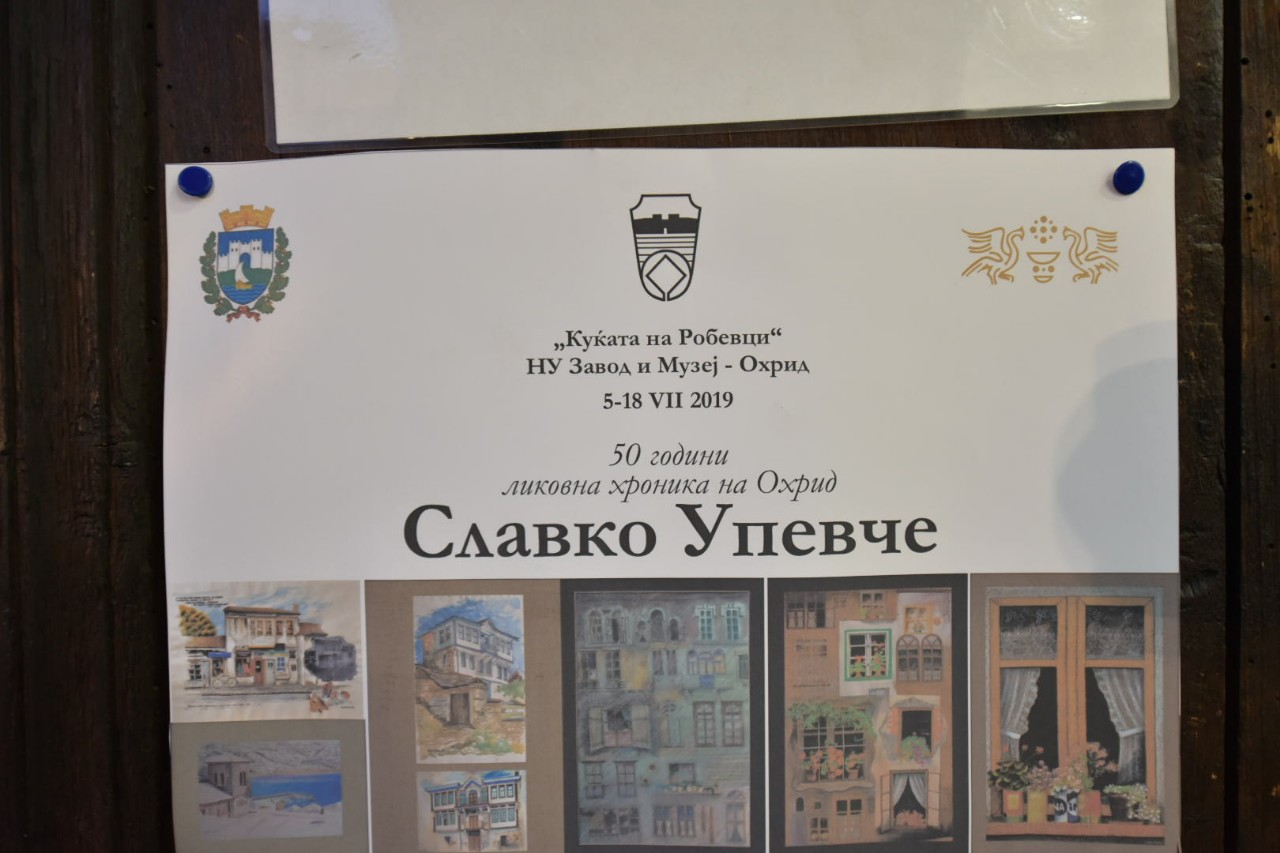 „Куќата на Робевци“
НУ Завод и Музеј - Охрид
5-18 VII 2019
50 години
ликовна хроника на Охрид
Славко Упевче